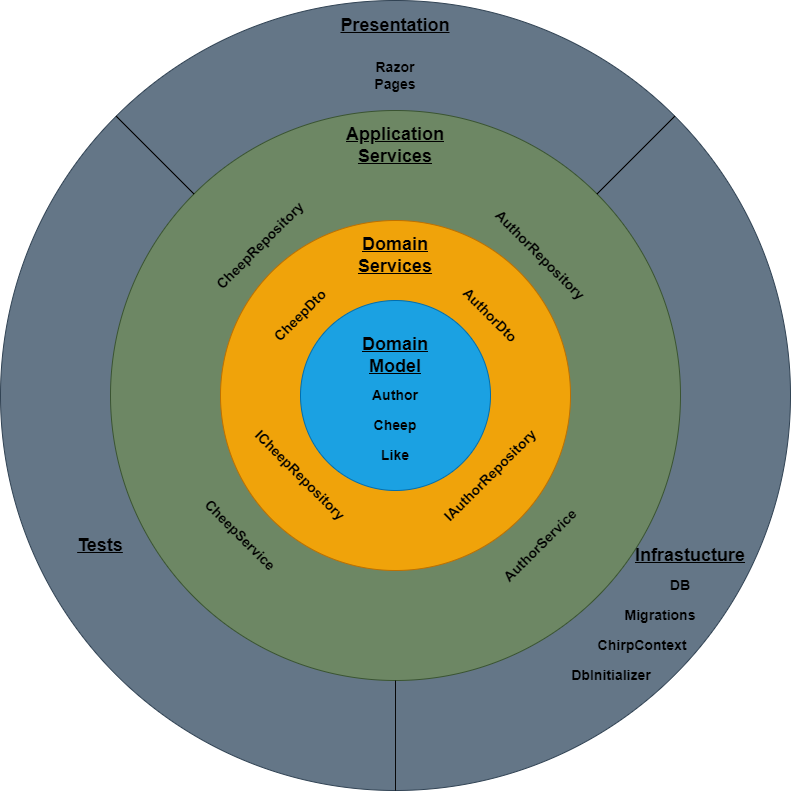 Presentation
Razor
Pages
Application
Services
CheepRepository
AuthorRepository
Domain
Services
CheepDto
AuthorDto
Domain
Model
Author
Cheep
Like
ICheepRepository
IAuthorRepository
CheepService
AuthorService
Tests
Infrastucture
DB
Migrations
ChirpContext
DbInitializer